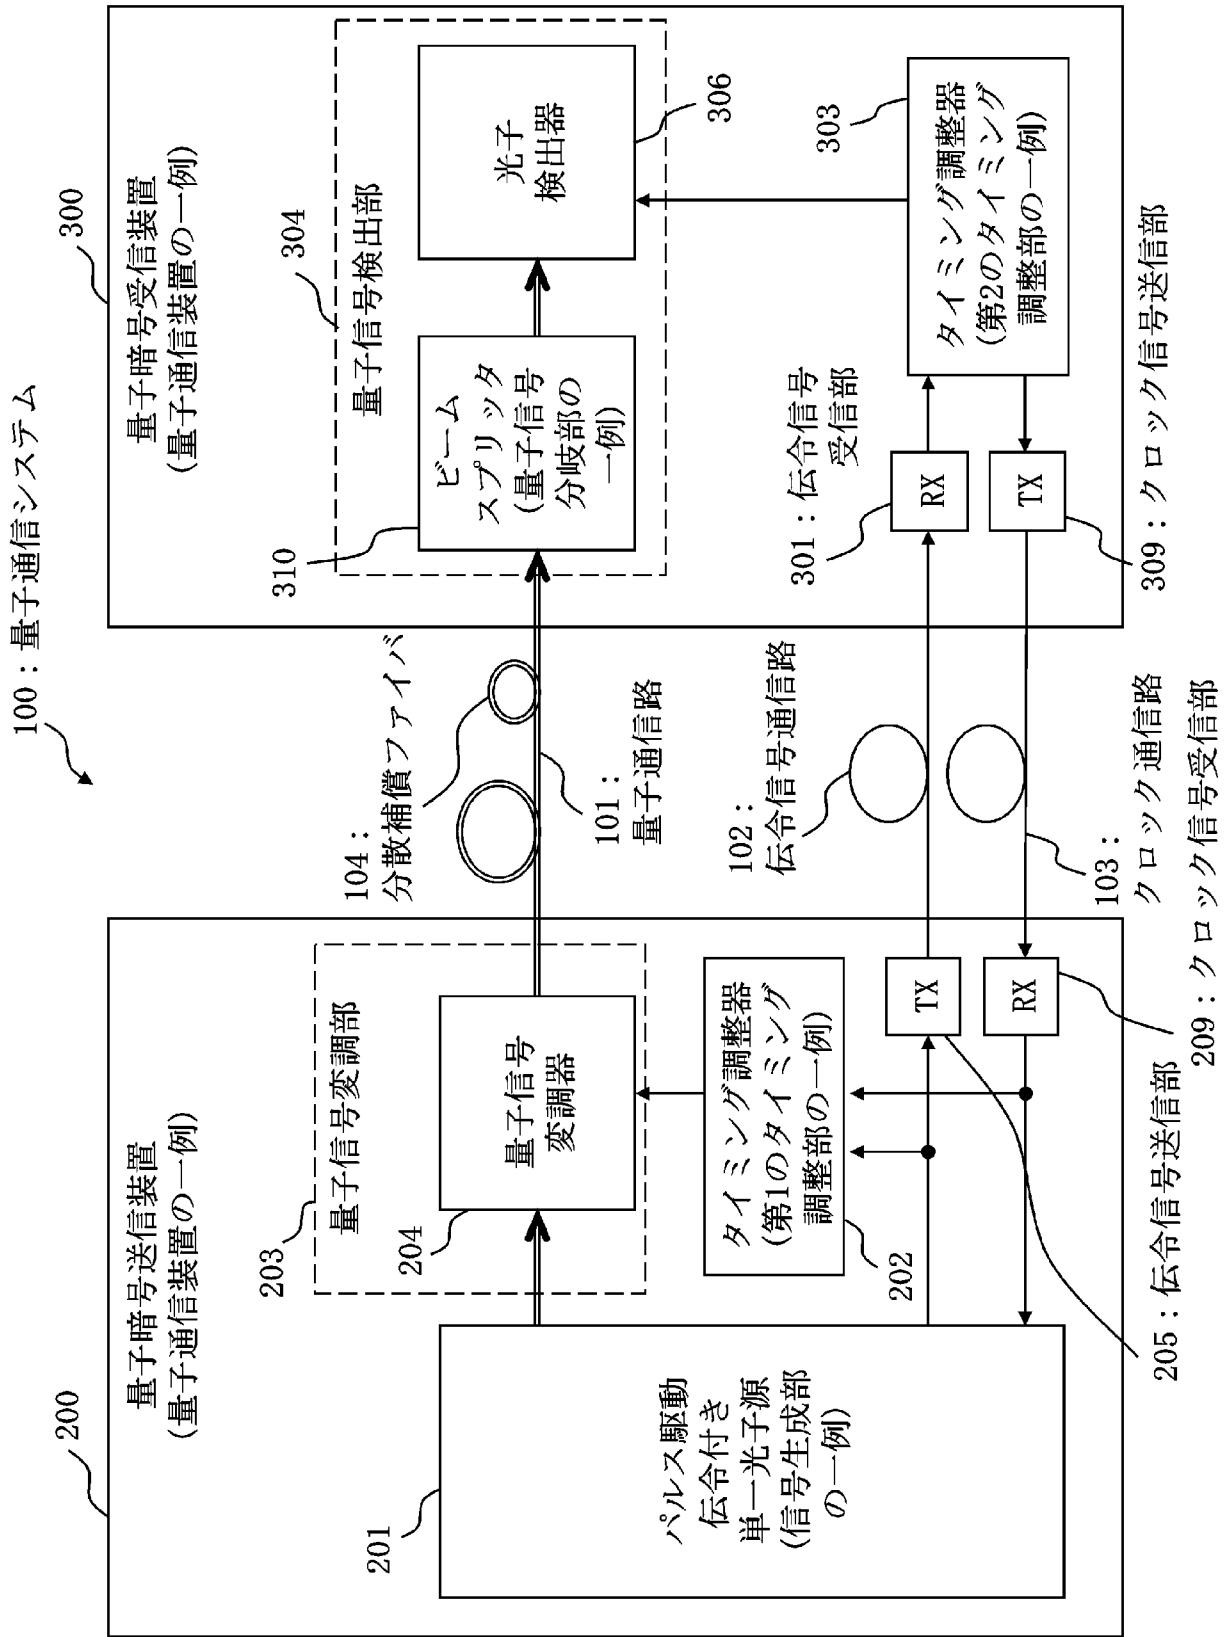 100：量子通信システム
200
量子暗号送信装置
(量子通信装置の一例)
201
パルス駆動
伝令付き
単一光子源
(信号生成部
の一例)
203
量子信号変調部
204
量子信号
変調器
タイミング調整器
(第1のタイミング
調整部の一例)
202
TX
RX
205：伝令信号送信部
209：クロック信号受信部
104：
分散補償ファイバ
101：
量子通信路
102：
伝令信号通信路
103：
クロック通信路
300
量子暗号受信装置
(量子通信装置の一例)
304
量子信号検出部
310
ビーム
スプリッタ
(量子信号
分岐部の
一例)
光子
検出器
306
301：伝令信号
受信部
RX
TX
303
タイミング調整器
(第2のタイミング
調整部の一例)
309：クロック信号送信部